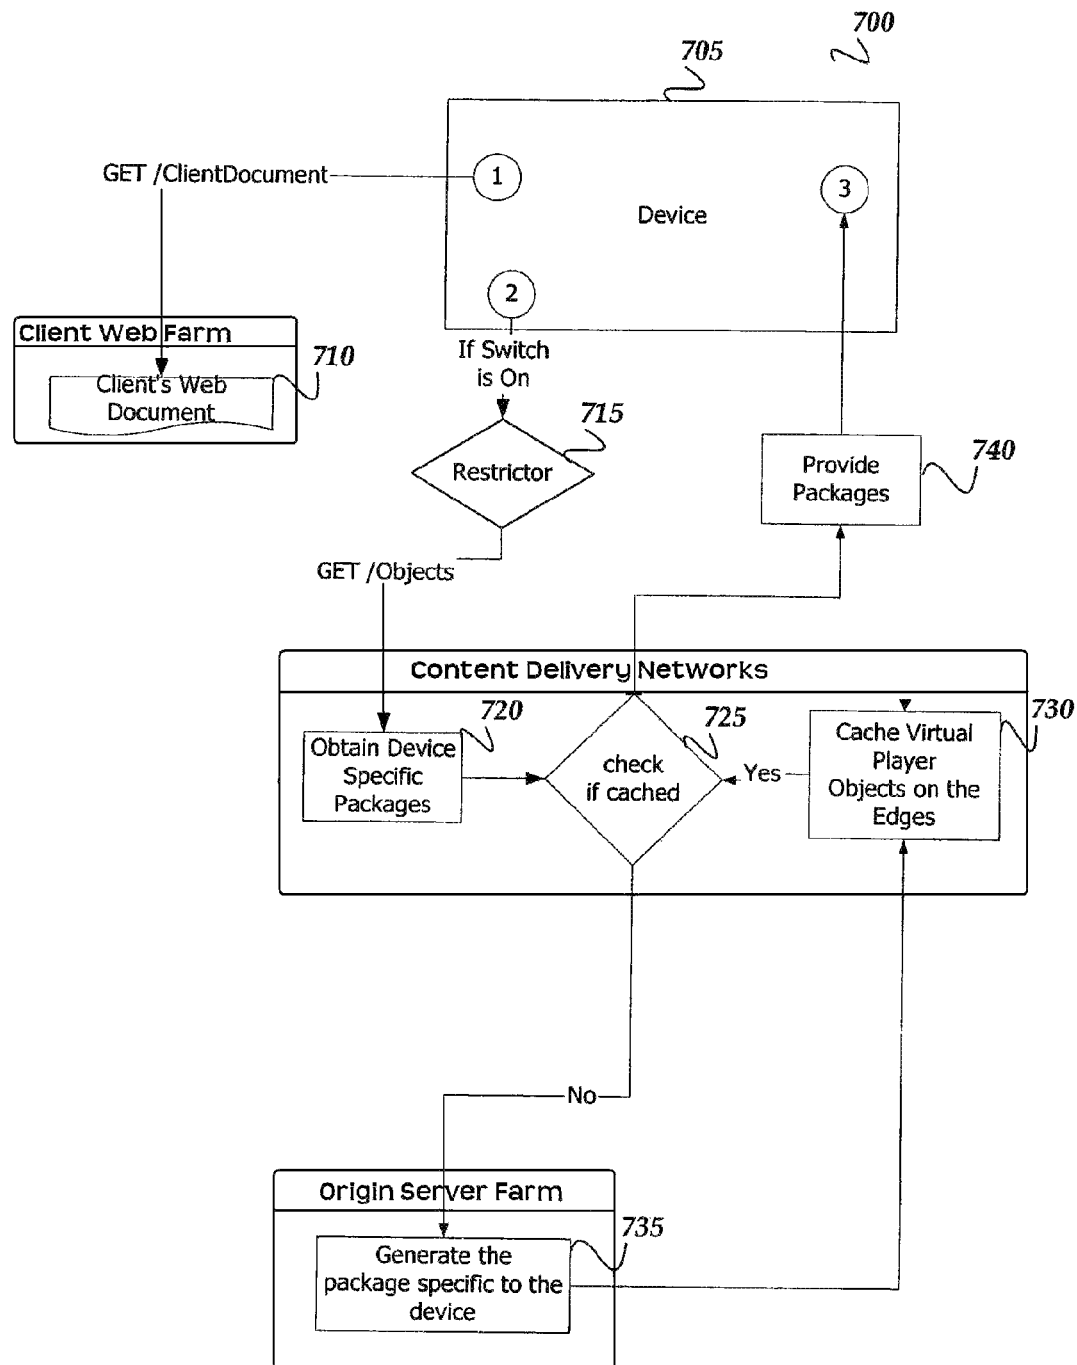 700
705
GET /ClientDocument
1
3
Device
2
Client Web Farm
If Switch
is On
710
Client's Web
Document
715
Restrictor
740
Provide
Packages
GET /Objects
Content Delivery Networks
720
725
730
Obtain Device
Specific
Packages
check
if cached
Yes
Cache Virtual
Player
Objects on the
Edges
No
Origin Server Farm
735
Generate the
package specific to the
device